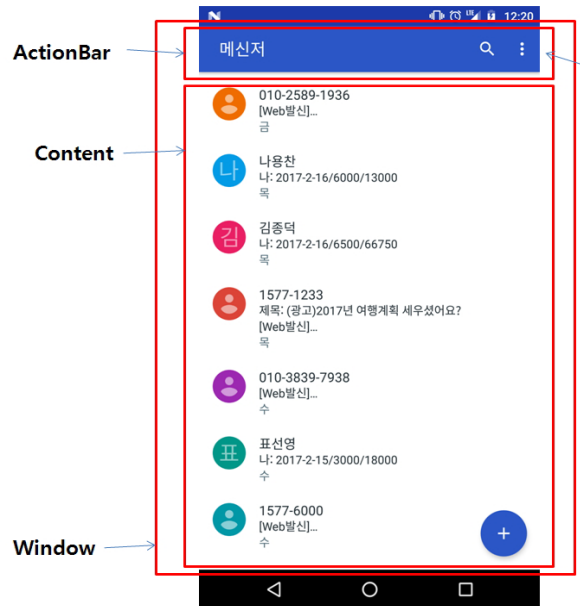 12:20
ActionBar
메신저
010-2589-1936
[Web발신]...
금
Content
나
나용찬
나: 2017-2-16/6000/13000
목
김
김종덕
나: 2017-2-16/6500/66750
목
1577-1233
제목: (광고)2017년 여행계획 세우셨어요?
[Web발신]...
목
010-3839-7938
[Web발신]...
수
표
표선영
나: 2017-2-15/3000/18000
수
1577-6000
[Web발신]...
수
Window